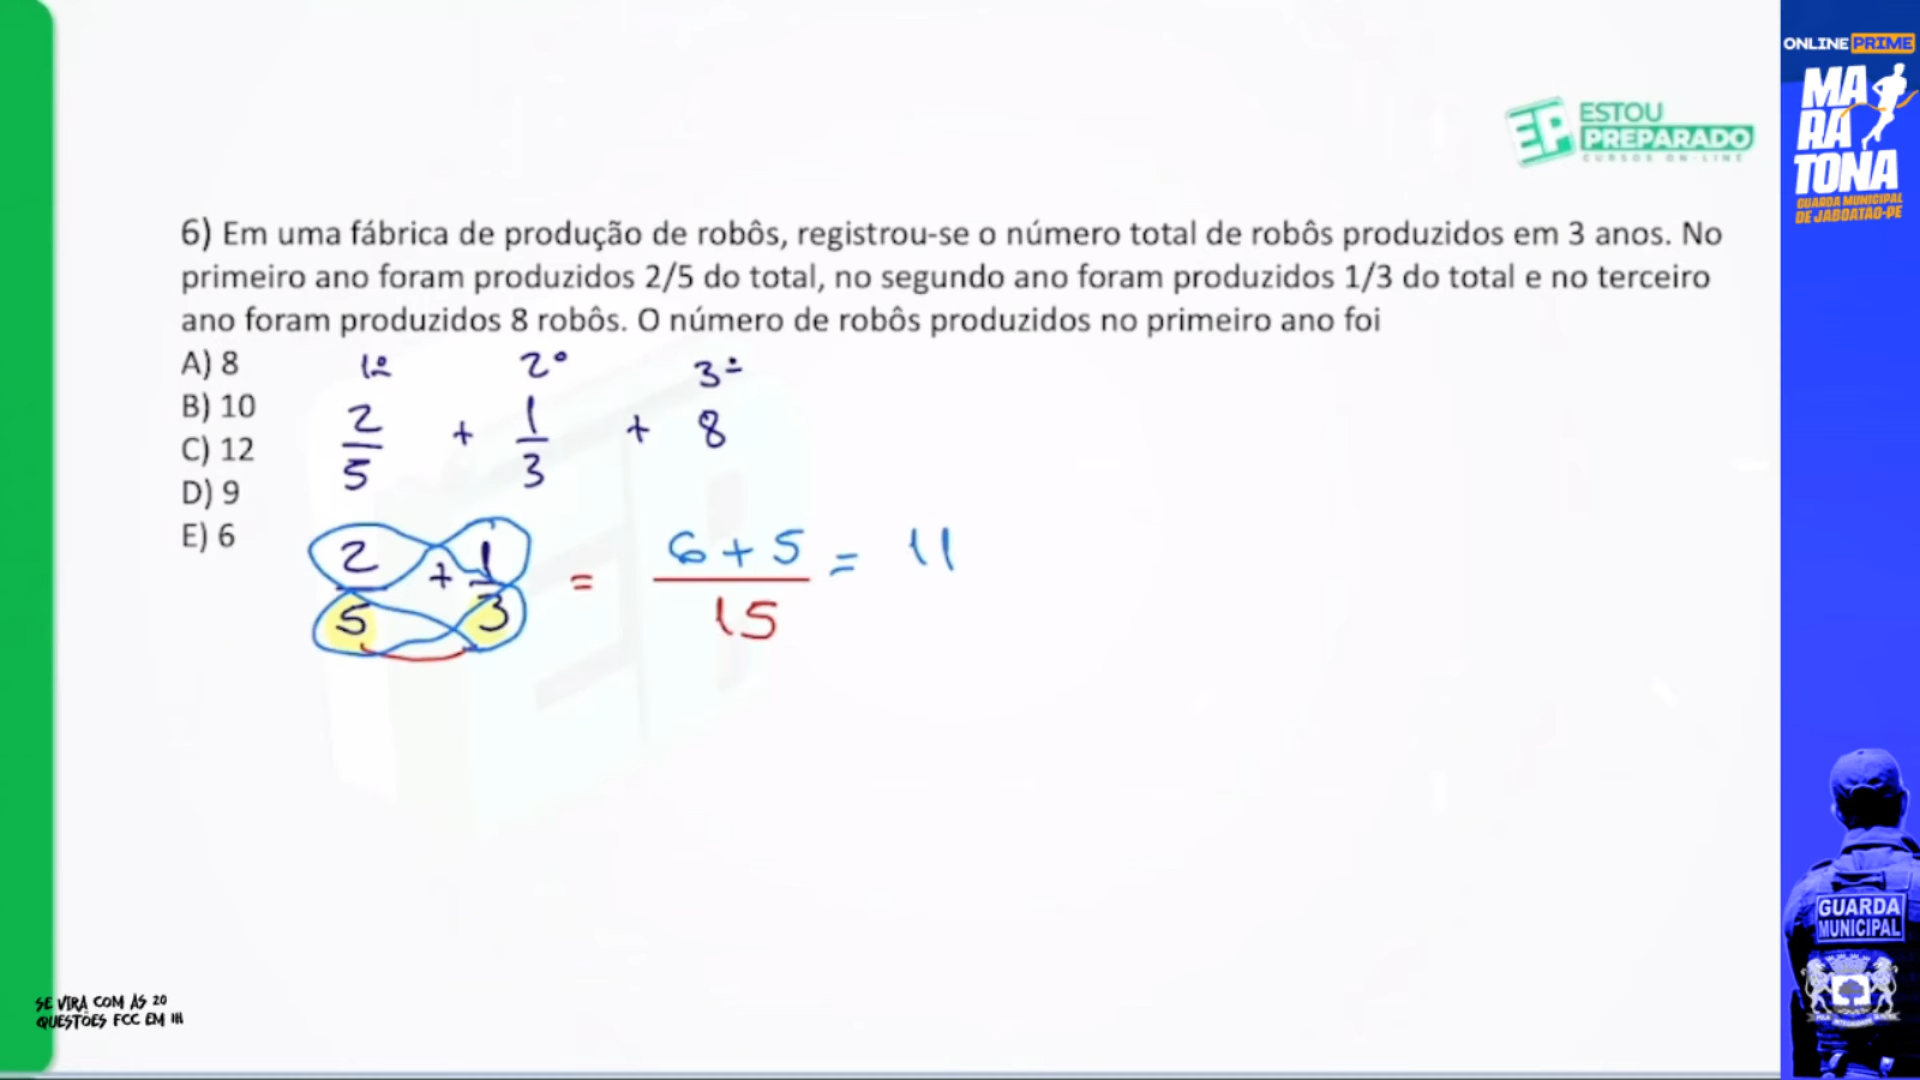 ONLINE PRIME
MA
RA
TONA
GUARDA MUNICIPAL
DE JABOATÃO-PE
EP ESTOU
PREPARADO
CURSOS ON-LINE
6) Em uma fábrica de produção de robôs, registrou-se o número total de robôs produzidos em 3 anos. No
primeiro ano foram produzidos 2/5 do total, no segundo ano foram produzidos 1/3 do total e no terceiro
ano foram produzidos 8 robôs. O número de robôs produzidos no primeiro ano foi
A) 8
B) 10
C) 12
D) 9
E) 6
1º 2º 3º
2/5 + 1/3 + 8
2/5 + 1/3 = 6+5/15 = 11
GUARDA
MUNICIPAL
SE VIRA COM AS 20
QUESTÕES FCC EM 1H